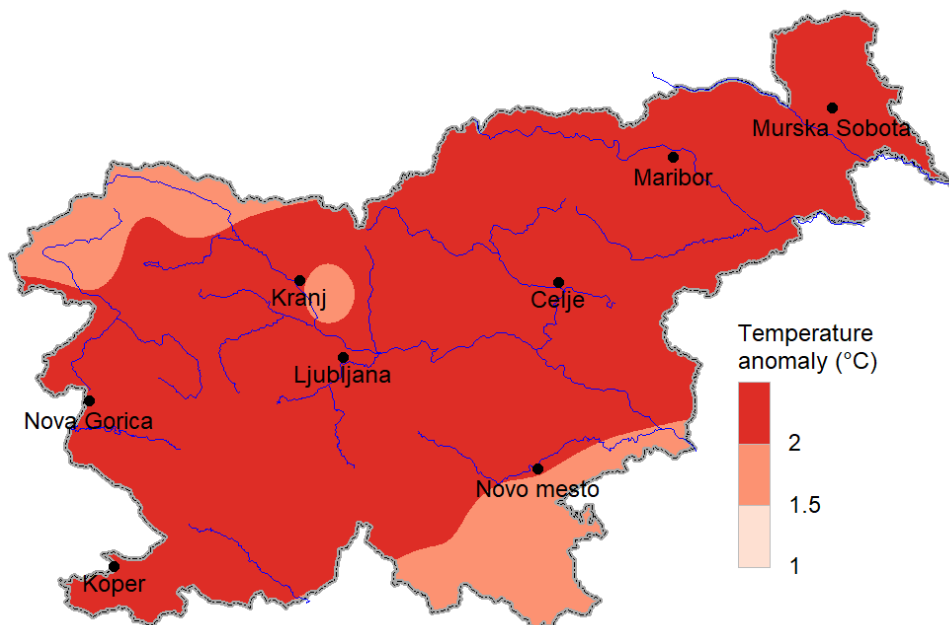 Murska Sobota
Maribor
Kranj
Celje
Ljubljana
Nova Gorica
Novo mesto
Koper
Temperature
anomaly (°C)
2
1.5
1